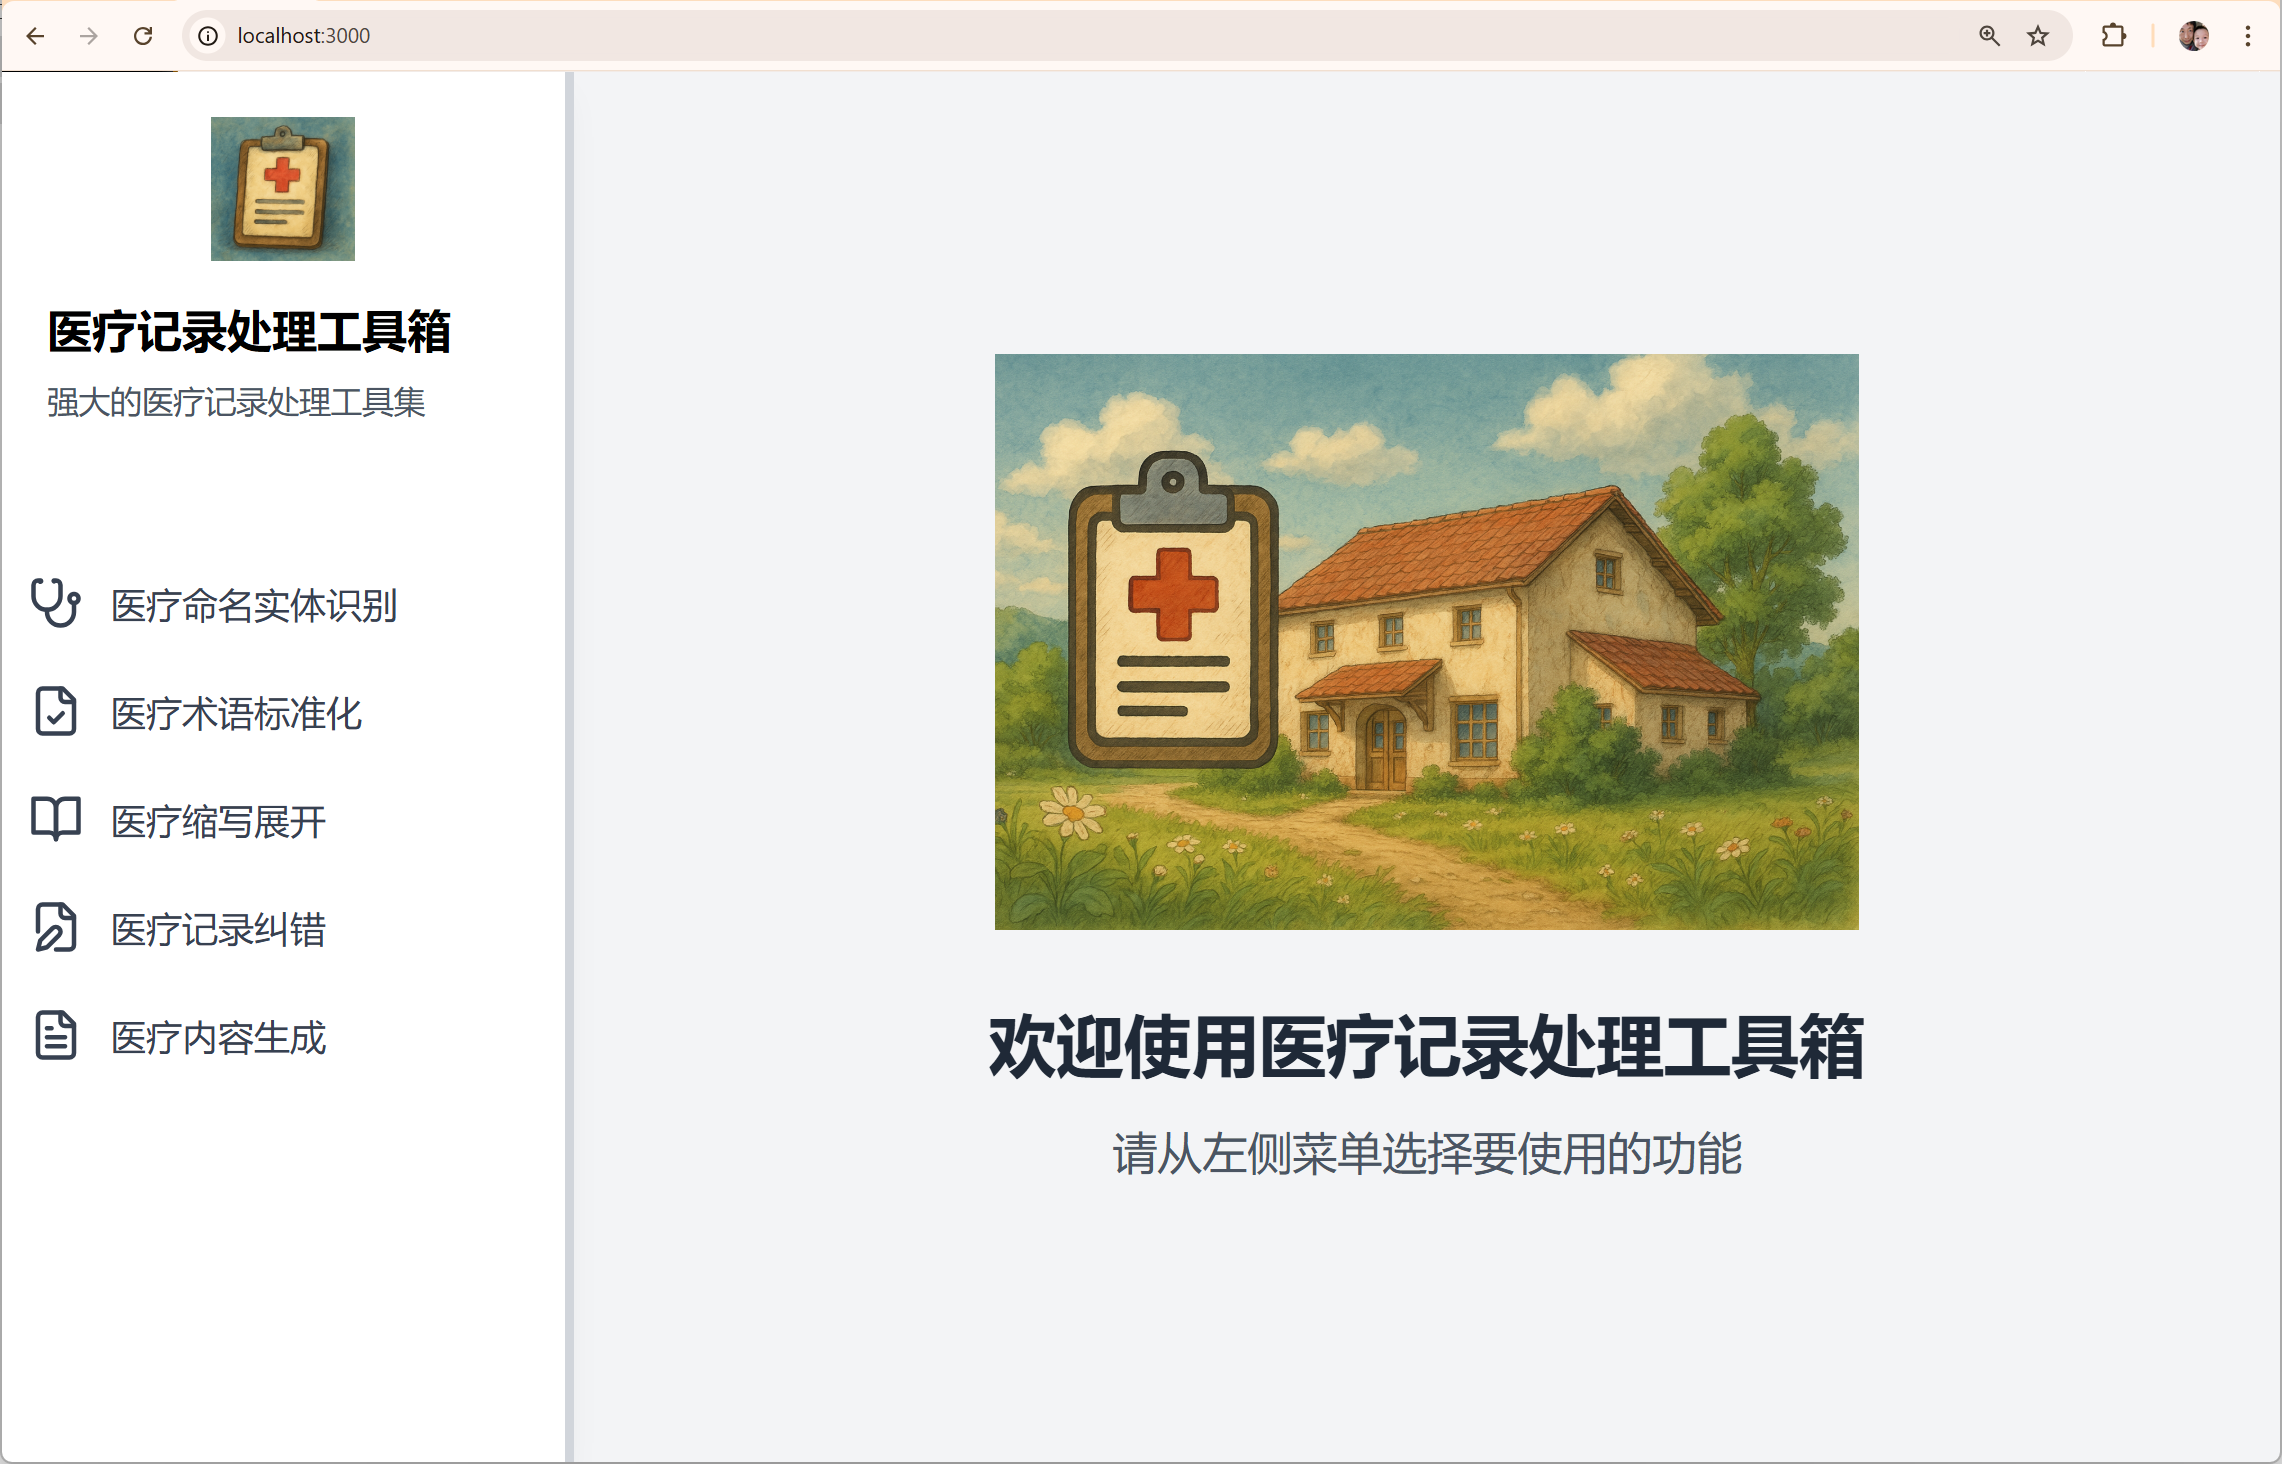 localhost:3000
医疗记录处理工具箱
强大的医疗记录处理工具集
医疗命名实体识别
医疗术语标准化
医疗缩写展开
医疗记录纠错
医疗内容生成
欢迎使用医疗记录处理工具箱
请从左侧菜单选择要使用的功能